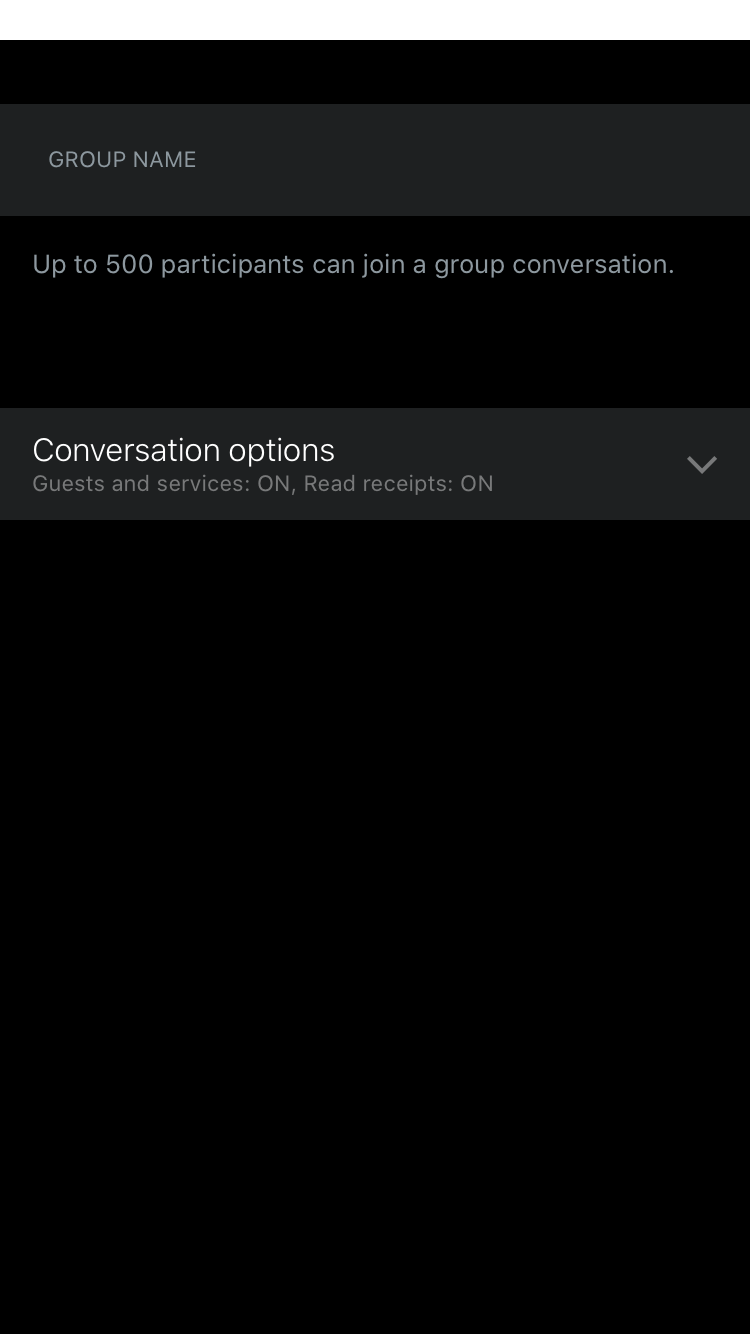 GROUP NAME
Up to 500 participants can join a group conversation.
Conversation options
Guests and services: ON, Read receipts: ON